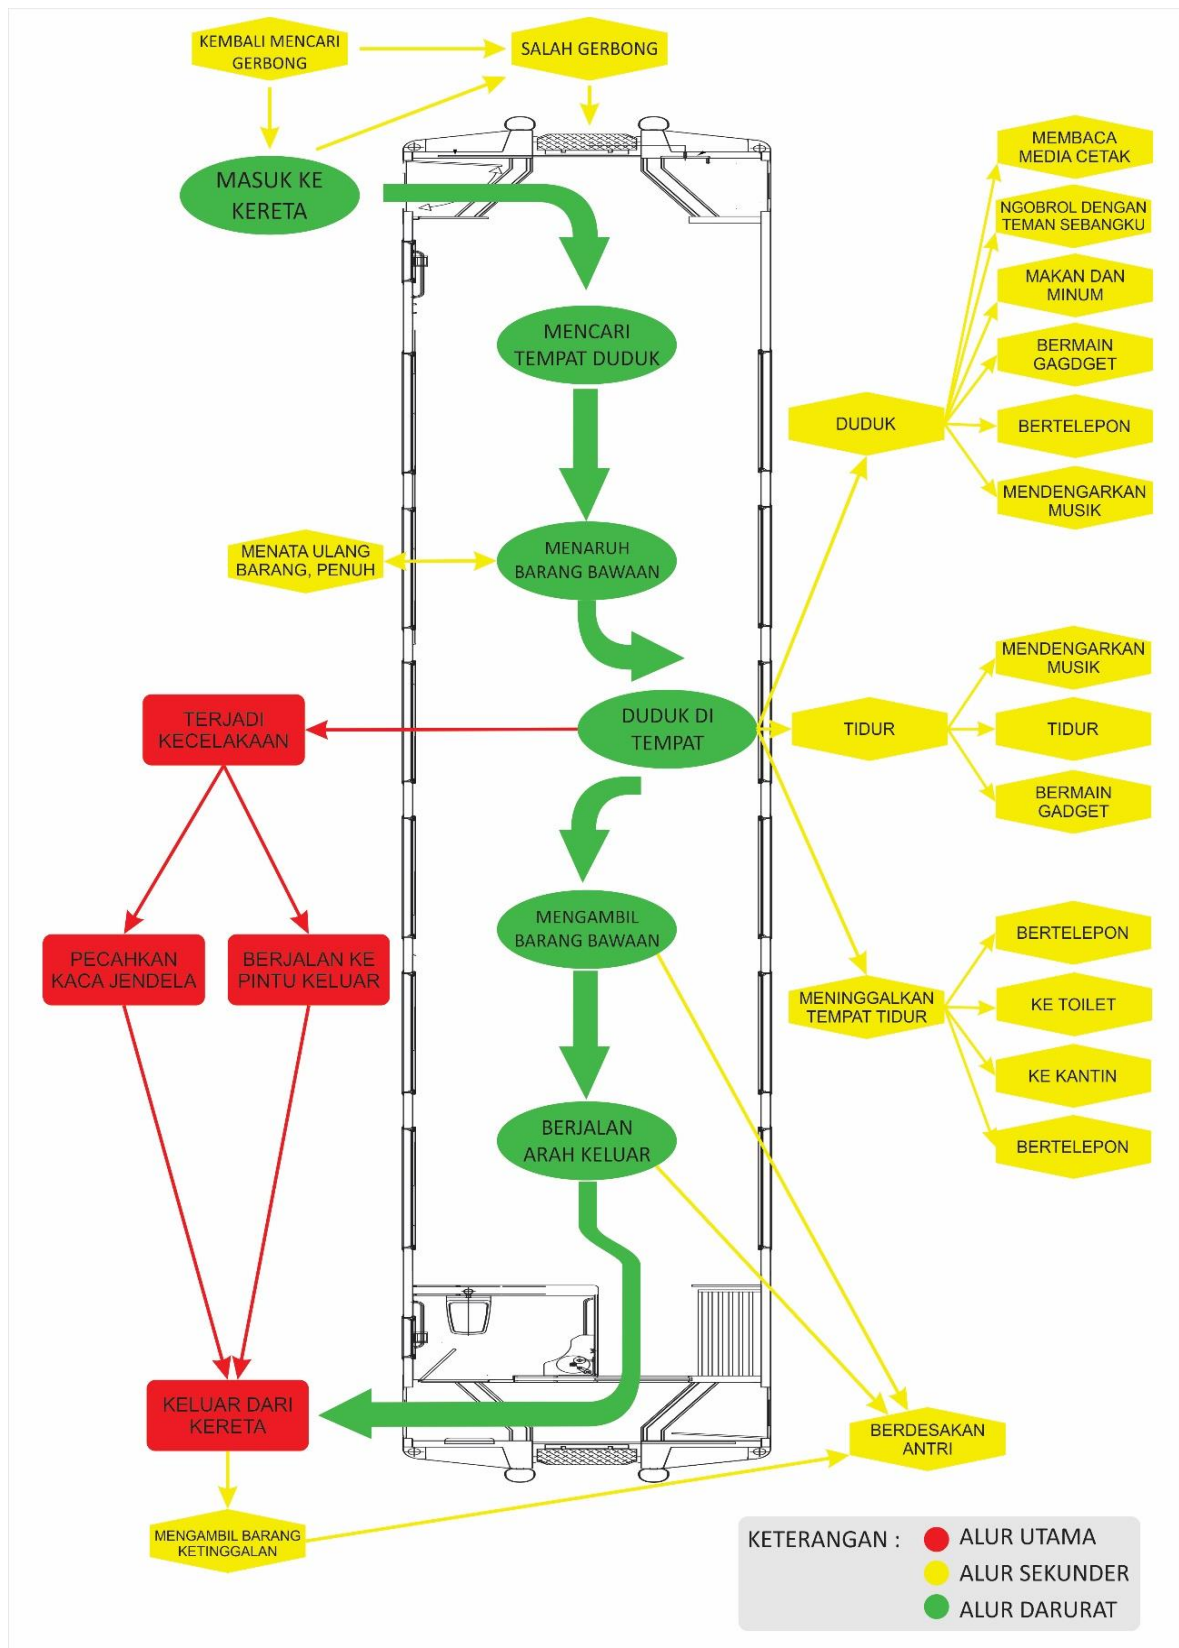 KEMBALI MENCARI
GERBONG
SALAH GERBONG
MASUK KE
KERETA
MENCARI
TEMPAT DUDUK
MENARUH
BARANG BAWAAN
MENATA ULANG
BARANG, PENUH
DUDUK DI
TEMPAT
TERJADI
KECELAKAAN
PECAHKAN
KACA JENDELA
BERJALAN KE
PINTU KELUAR
MENGAMBIL
BARANG BAWAAN
BERJALAN
ARAH KELUAR
KELUAR DARI
KERETA
MENGAMBIL BARANG
KETINGGALAN
DUDUK
MEMBACA
MEDIA CETAK
NGOBROL DENGAN
TEMAN SEBANGKU
MAKAN DAN
MINUM
BERMAIN
GAGDGET
BERTELEPON
MENDENGARKAN
MUSIK
TIDUR
MENDENGARKAN
MUSIK
TIDUR
BERMAIN
GADGET
MENINGGALKAN
TEMPAT TIDUR
BERTELEPON
KE TOILET
KE KANTIN
BERTELEPON
BERDESAKAN
ANTRI
KETERANGAN :
ALUR UTAMA
ALUR SEKUNDER
ALUR DARURAT